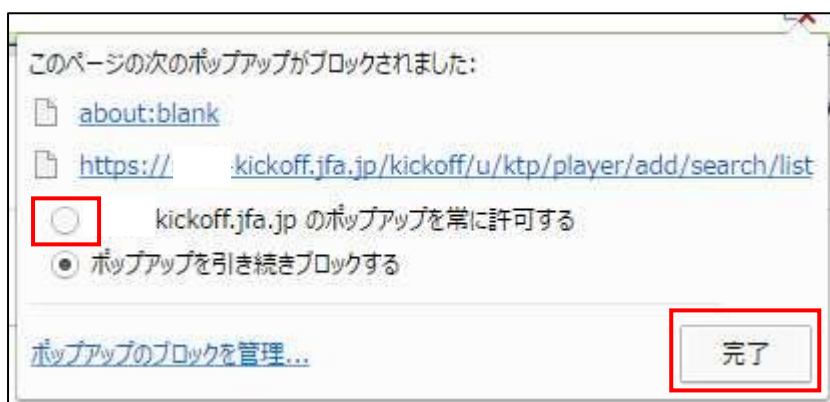 このページの次のポップアップがブロックされました:
about:blank
https:// -kickoff.jfa.jp/kickoff/u/ktp/player/add/search/list
kickoff.jfa.jp のポップアップを常に許可する
ポップアップを引き続きブロックする
ポップアップのブロックを管理...
完了